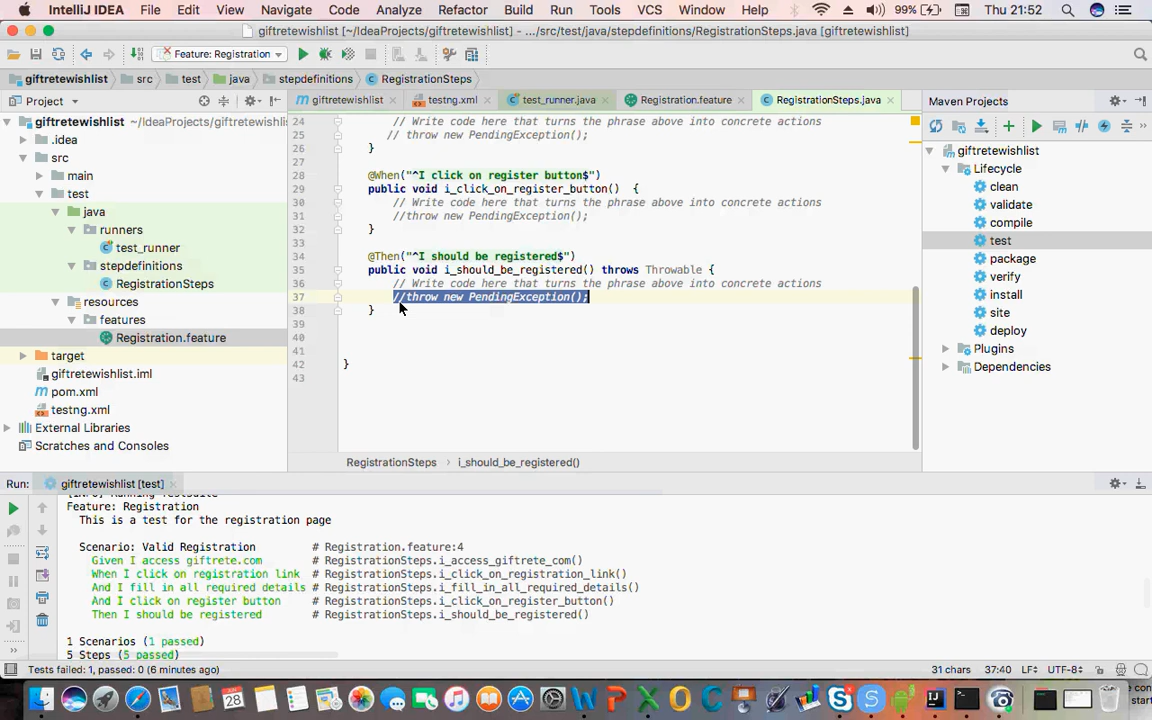 IntelliJ IDEA File Edit View Navigate Code Analyze Refactor Build Run Tools VCS Window Help 99% Thu 21:52
giftretewishlist [~/IdeaProjects/giftretewishlist] - .../src/test/java/stepdefinitions/RegistrationSteps.java [giftretewishlist]
Feature: Registration
giftretewishlist src test java stepdefinitions RegistrationSteps
Project
giftretewishlist testng.xml test_runner.java Registration.feature RegistrationSteps.java
Maven Projects
giftretewishlist ~/IdeaProjects/giftretewishlist
.idea
src
main
test
java
runners
test_runner
stepdefinitions
RegistrationSteps
resources
features
Registration.feature
target
giftretewishlist.iml
pom.xml
testng.xml
External Libraries
Scratches and Consoles
24 // Write code here that turns the phrase above into concrete actions
25 // throw new PendingException();
26 }
27
28 @When("^I click on register button$")
29 public void i_click_on_register_button() {
30 // Write code here that turns the phrase above into concrete actions
31 //throw new PendingException();
32 }
33
34 @Then("^I should be registered$")
35 public void i_should_be_registered() throws Throwable {
36 // Write code here that turns the phrase above into concrete actions
37 //throw new PendingException();
38 }
39
40
41
42 }
43
RegistrationSteps i_should_be_registered()
giftretewishlist
Lifecycle
clean
validate
compile
test
package
verify
install
site
deploy
Plugins
Dependencies
Run: giftretewishlist [test]
[INFO] Running TestSuite
Feature: Registration
This is a test for the registration page
Scenario: Valid Registration # Registration.feature:4
Given I access giftrete.com # RegistrationSteps.i_access_giftrete_com()
When I click on registration link # RegistrationSteps.i_click_on_registration_link()
And I fill in all required details # RegistrationSteps.i_fill_in_all_required_details()
And I click on register button # RegistrationSteps.i_click_on_register_button()
Then I should be registered # RegistrationSteps.i_should_be_registered()
1 Scenarios (1 passed)
5 Steps (5 passed)
Tests failed: 1, passed: 0 (6 minutes ago) 31 chars 37:40 LF UTF-8